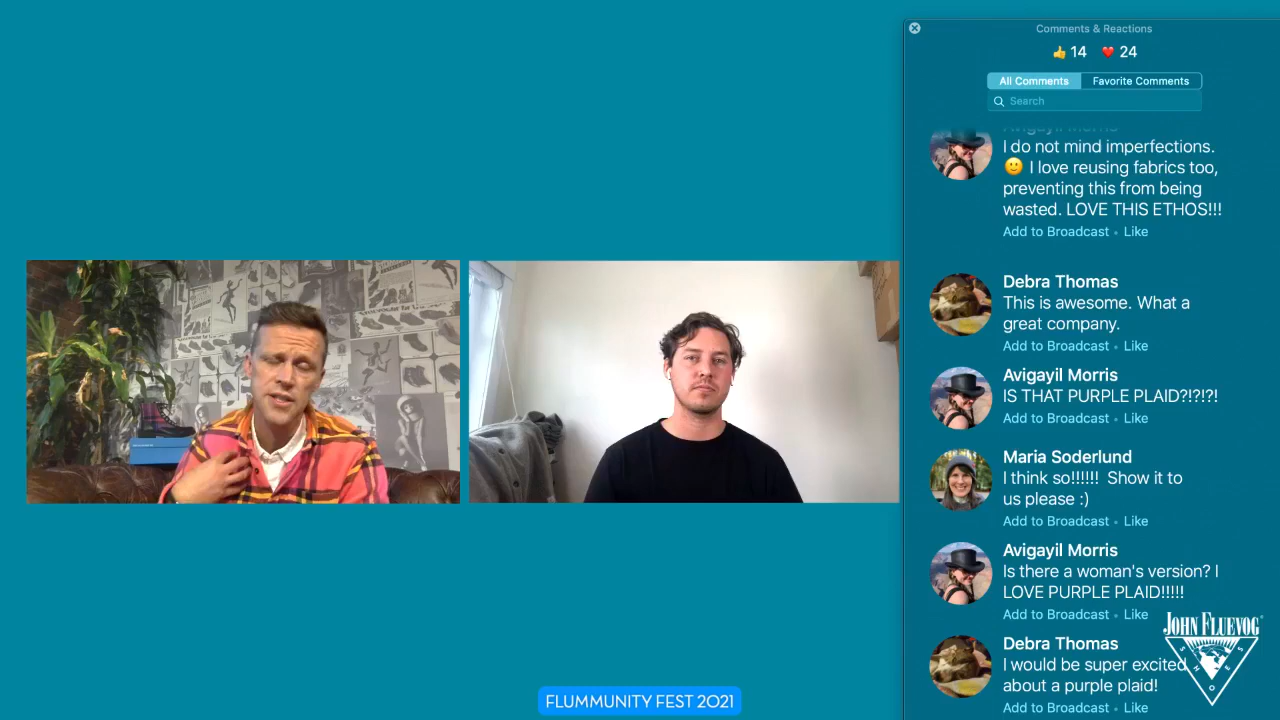 Comments & Reactions
👍 14 ❤️ 24
All Comments Favorite Comments
Search
Avigayil Morris
I do not mind imperfections.
🙂 I love reusing fabrics too,
preventing this from being
wasted. LOVE THIS ETHOS!!!
Add to Broadcast • Like
Debra Thomas
This is awesome. What a
great company.
Add to Broadcast • Like
Avigayil Morris
IS THAT PURPLE PLAID?!?!?!
Add to Broadcast • Like
Maria Soderlund
I think so!!!!!!  Show it to
us please :)
Add to Broadcast • Like
Avigayil Morris
Is there a woman's version? I
LOVE PURPLE PLAID!!!!!
Add to Broadcast • Like
Debra Thomas
I would be super excited
about a purple plaid!
Add to Broadcast • Like
JOHN FLUEVOG
SHOES
FLUMMUNITY FEST 2021